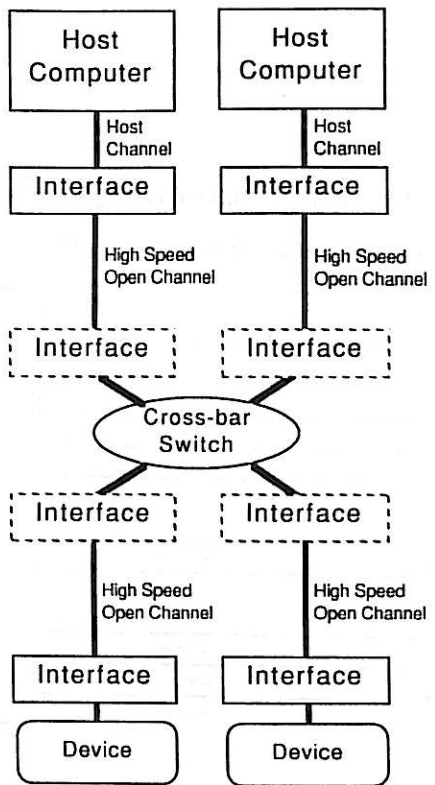 Host
Computer
Host
Computer
Host
Channel
Host
Channel
Interface
Interface
High Speed
Open Channel
High Speed
Open Channel
Interface
Interface
Cross-bar
Switch
Interface
Interface
High Speed
Open Channel
High Speed
Open Channel
Interface
Interface
Device
Device